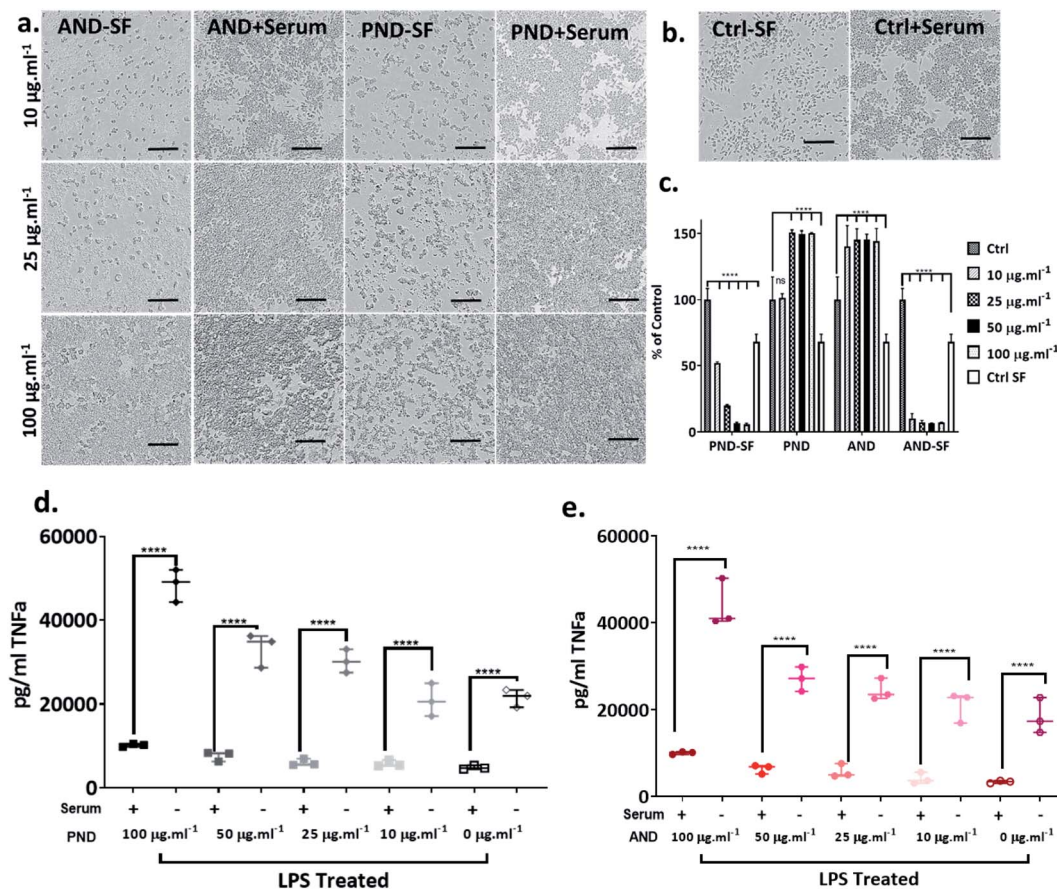 a.
AND-SF
AND+Serum
PND-SF
PND+Serum
10 µg.ml⁻¹
25 µg.ml⁻¹
100 µg.ml⁻¹
b.
Ctrl-SF
Ctrl+Serum
c.
% of Control
150
100
50
0
****
ns
****
****
****
PND-SF
PND
AND
AND-SF
Ctrl
10 µg.ml⁻¹
25 µg.ml⁻¹
50 µg.ml⁻¹
100 µg.ml⁻¹
Ctrl SF
d.
pg/ml TNFa
60000
40000
20000
0
****
****
****
****
****
Serum + - + - + - + - + -
PND 100 µg.ml⁻¹ 50 µg.ml⁻¹ 25 µg.ml⁻¹ 10 µg.ml⁻¹ 0 µg.ml⁻¹
LPS Treated
e.
pg/ml TNFa
60000
40000
20000
0
****
****
****
****
****
Serum + - + - + - + - + -
AND 100 µg.ml⁻¹ 50 µg.ml⁻¹ 25 µg.ml⁻¹ 10 µg.ml⁻¹ 0 µg.ml⁻¹
LPS Treated